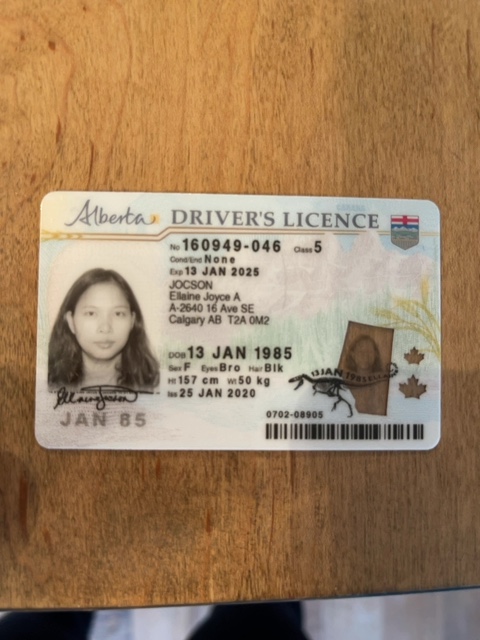 Alberta DRIVER'S LICENCE
No 160949-046 Class 5
Cond/End None
Exp 13 JAN 2025
JOCSON
Ellaine Joyce A
A-2640 16 Ave SE
Calgary AB T2A 0M2
DOB 13 JAN 1985
Sex F Eyes Bro Hair Blk
Ht 157 cm Wt 50 kg
Iss 25 JAN 2020
JAN 85
13 JAN 1985
0702-08905